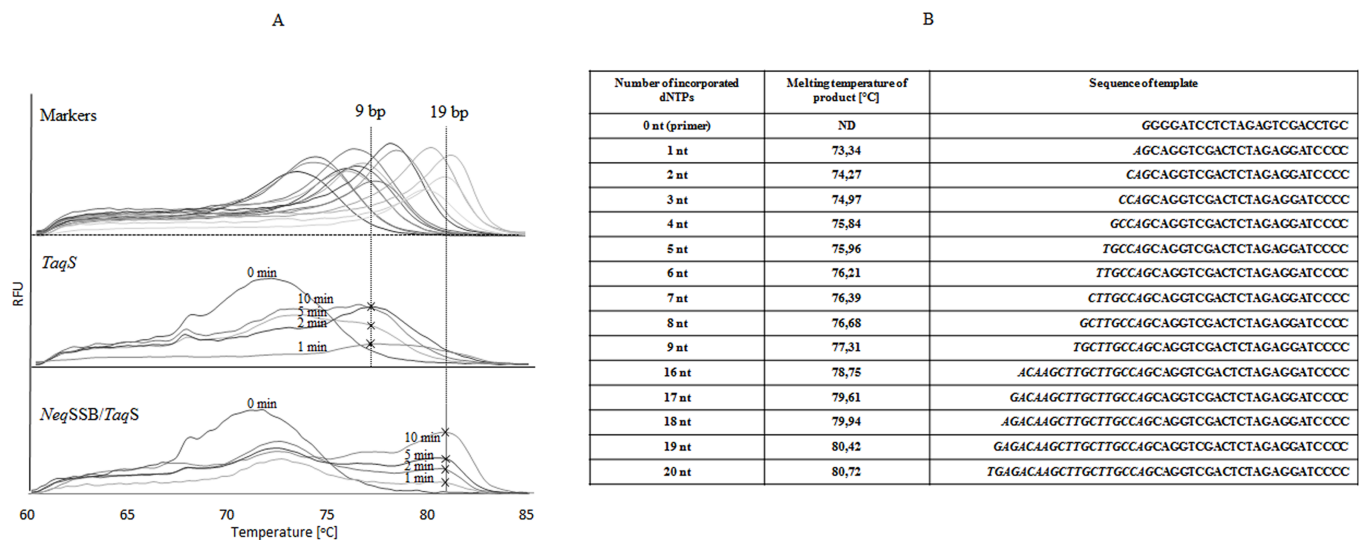 A
B
Markers
9 bp
19 bp
TaqS
0 min
10 min
5 min
2 min
1 min
NeqSSB/TaqS
0 min
10 min
5 min
2 min
1 min
RFU
60 65 70 75 80 85
Temperature [ºC]
Number of incorporated dNTPs Melting temperature of product [°C] Sequence of template
0 nt (primer) ND GGGGATCCTCTAGAGTCGACCTGC
1 nt 73,34 AGCAGGTCGACTCTAGAGGATCCCC
2 nt 74,27 CAGCAGGTCGACTCTAGAGGATCCCC
3 nt 74,97 CCAGCAGGTCGACTCTAGAGGATCCCC
4 nt 75,84 GCCAGCAGGTCGACTCTAGAGGATCCCC
5 nt 75,96 TGCCAGCAGGTCGACTCTAGAGGATCCCC
6 nt 76,21 TTGCCAGCAGGTCGACTCTAGAGGATCCCC
7 nt 76,39 CTTGCCAGCAGGTCGACTCTAGAGGATCCCC
8 nt 76,68 GCTTGCCAGCAGGTCGACTCTAGAGGATCCCC
9 nt 77,31 TGCTTGCCAGCAGGTCGACTCTAGAGGATCCCC
16 nt 78,75 ACAAGCTTGCTTGCCAGCAGGTCGACTCTAGAGGATCCCC
17 nt 79,61 GACAAGCTTGCTTGCCAGCAGGTCGACTCTAGAGGATCCCC
18 nt 79,94 AGACAAGCTTGCTTGCCAGCAGGTCGACTCTAGAGGATCCCC
19 nt 80,42 GAGACAAGCTTGCTTGCCAGCAGGTCGACTCTAGAGGATCCCC
20 nt 80,72 TGAGACAAGCTTGCTTGCCAGCAGGTCGACTCTAGAGGATCCCC